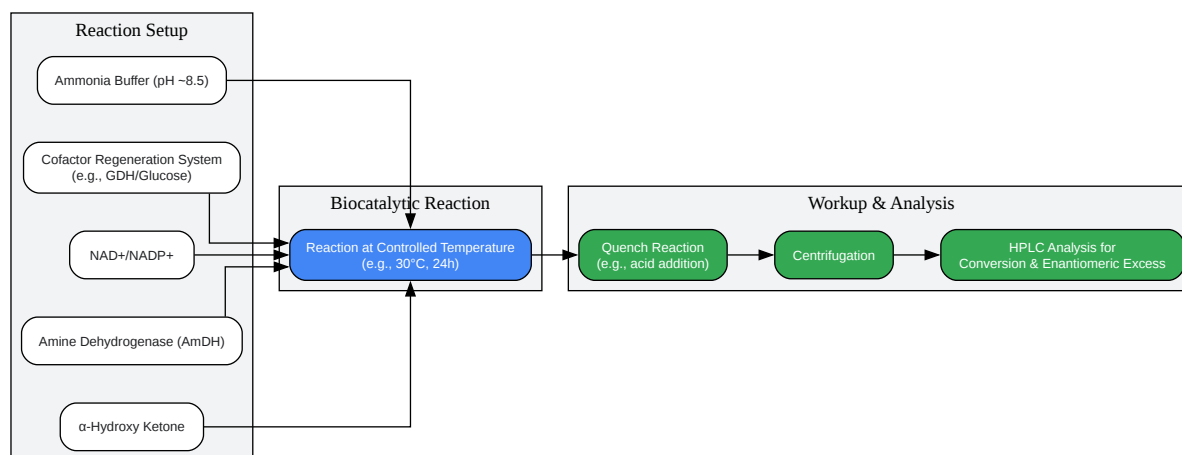 Reaction Setup
Ammonia Buffer (pH ~8.5)
Cofactor Regeneration System
(e.g., GDH/Glucose)
NAD+/NADP+
Amine Dehydrogenase (AmDH)
α-Hydroxy Ketone
Biocatalytic Reaction
Reaction at Controlled Temperature
(e.g., 30°C, 24h)
Workup & Analysis
Quench Reaction
(e.g., acid addition)
Centrifugation
HPLC Analysis for
Conversion & Enantiomeric Excess